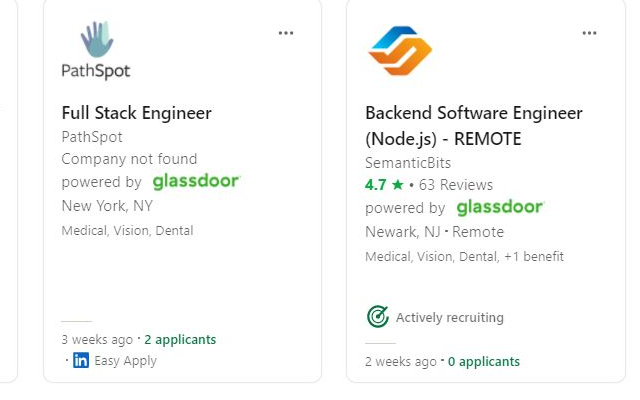 PathSpot
Full Stack Engineer
PathSpot
Company not found
powered by glassdoor
New York, NY
Medical, Vision, Dental
3 weeks ago · 2 applicants
· in Easy Apply
Backend Software Engineer
(Node.js) - REMOTE
SemanticBits
4.7 ★ • 63 Reviews
powered by glassdoor
Newark, NJ · Remote
Medical, Vision, Dental, +1 benefit
Actively recruiting
2 weeks ago · 0 applicants